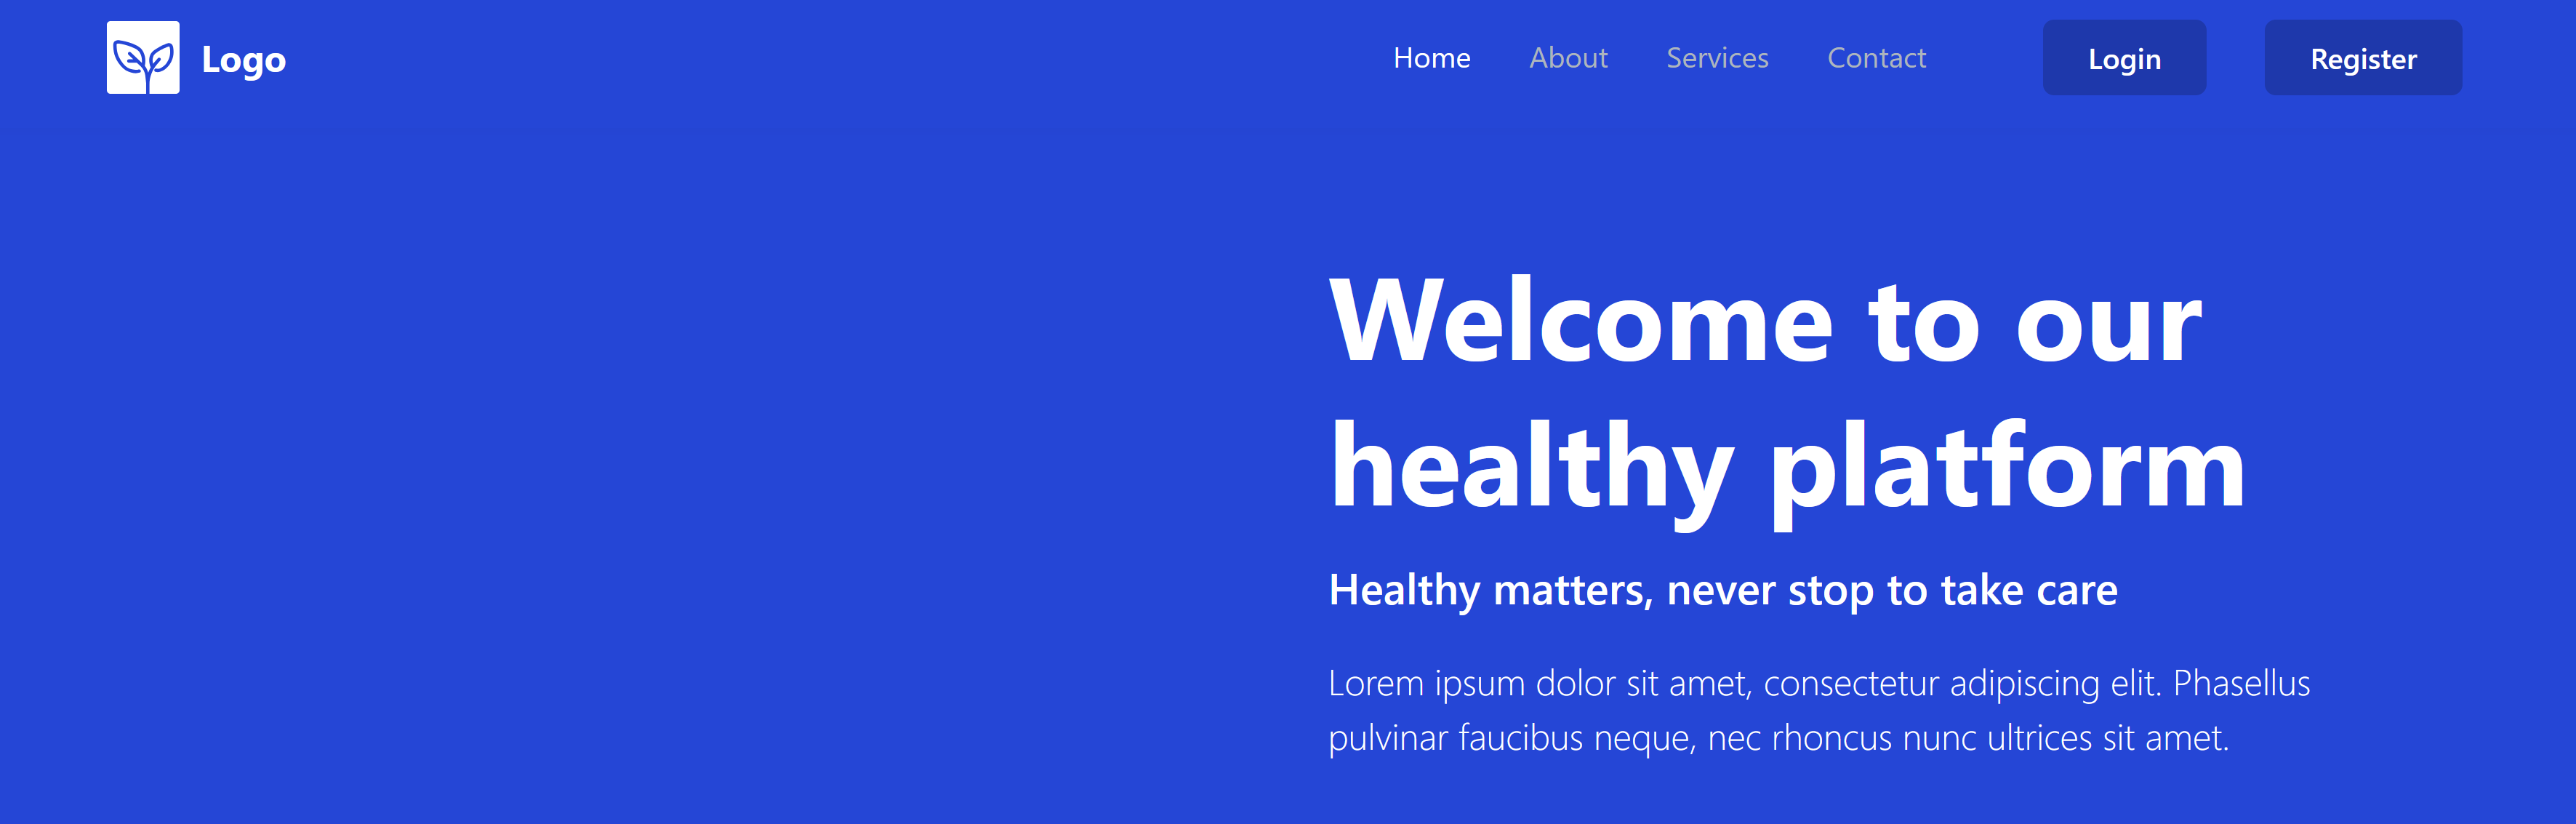 Logo
Home About Services Contact Login Register
Welcome to our
healthy platform
Healthy matters, never stop to take care
Lorem ipsum dolor sit amet, consectetur adipiscing elit. Phasellus
pulvinar faucibus neque, nec rhoncus nunc ultrices sit amet.